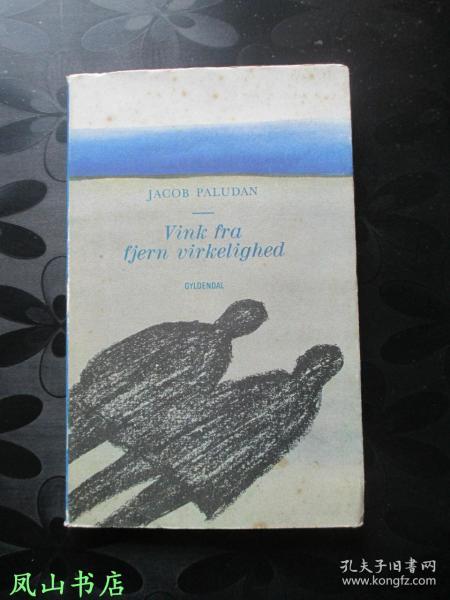 JACOB PALUDAN
Vink fra
fjern virkelighed
GYLDENDAL
凤山书店
孔夫子旧书网
www.kongfz.com